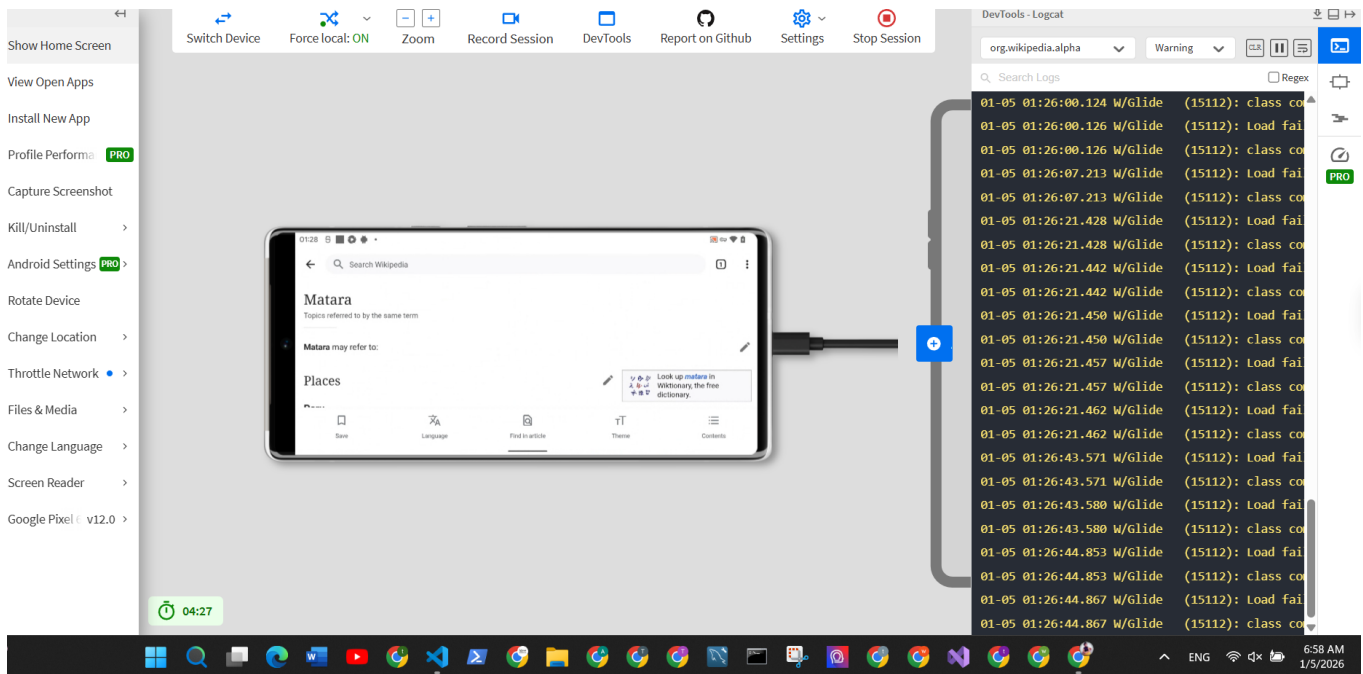 Show Home Screen
View Open Apps
Install New App
Profile Performa PRO
Capture Screenshot
Kill/Uninstall
Android Settings PRO
Rotate Device
Change Location
Throttle Network
Files & Media
Change Language
Screen Reader
Google Pixel 6 v12.0
Switch Device
Force local: ON
Zoom
Record Session
DevTools
Report on Github
Settings
Stop Session
01:28
Search Wikipedia
1
Matara
Topics referred to by the same term
Matara may refer to:
Places
Look up matara in
Wiktionary, the free
dictionary.
Save
Language
Find in article
Theme
Contents
04:27
DevTools - Logcat
org.wikipedia.alpha
Warning
CLR
Search Logs
Regex
PRO
01-05 01:26:00.124 W/Glide (15112): class co
01-05 01:26:00.126 W/Glide (15112): Load fai
01-05 01:26:00.126 W/Glide (15112): class co
01-05 01:26:07.213 W/Glide (15112): Load fai
01-05 01:26:07.213 W/Glide (15112): class co
01-05 01:26:21.428 W/Glide (15112): Load fai
01-05 01:26:21.428 W/Glide (15112): class co
01-05 01:26:21.442 W/Glide (15112): Load fai
01-05 01:26:21.442 W/Glide (15112): class co
01-05 01:26:21.450 W/Glide (15112): Load fai
01-05 01:26:21.450 W/Glide (15112): class co
01-05 01:26:21.457 W/Glide (15112): Load fai
01-05 01:26:21.457 W/Glide (15112): class co
01-05 01:26:21.462 W/Glide (15112): Load fai
01-05 01:26:21.462 W/Glide (15112): class co
01-05 01:26:43.571 W/Glide (15112): Load fai
01-05 01:26:43.571 W/Glide (15112): class co
01-05 01:26:43.580 W/Glide (15112): Load fai
01-05 01:26:43.580 W/Glide (15112): class co
01-05 01:26:44.853 W/Glide (15112): Load fai
01-05 01:26:44.853 W/Glide (15112): class co
01-05 01:26:44.867 W/Glide (15112): Load fai
01-05 01:26:44.867 W/Glide (15112): class co
ENG
6:58 AM
1/5/2026